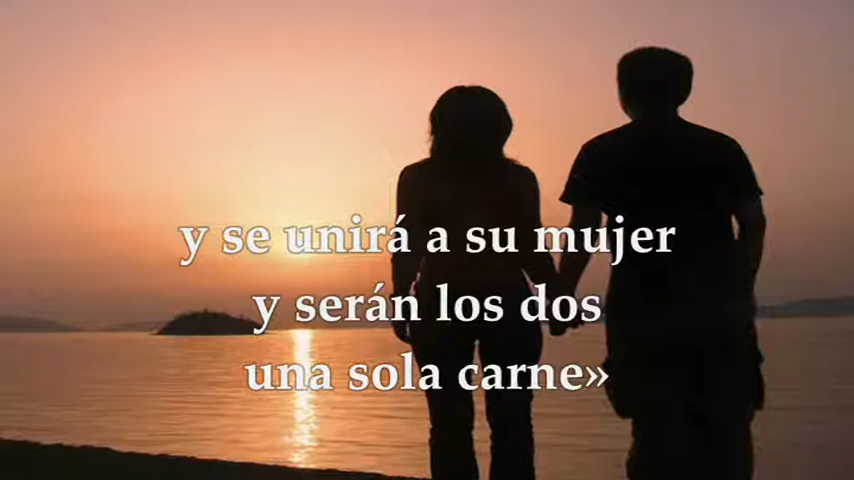 y se unirá a su mujer
y serán los dos
una sola carne»